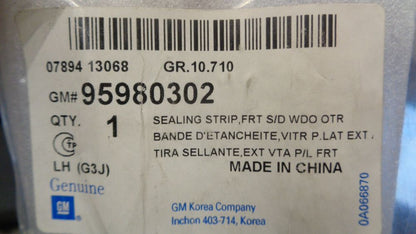 07894 13068 GR.10.710
GM# 95980302
QTY. 1 SEALING STRIP,FRT S/D WDO OTR
BANDE D'ETANCHEITE,VITR P.LAT EXT
TIRA SELLANTE,EXT VTA P/L FRT
LH (G3J) MADE IN CHINA
Genuine
GM GM Korea Company
Inchon 403-714, Korea
0A066870